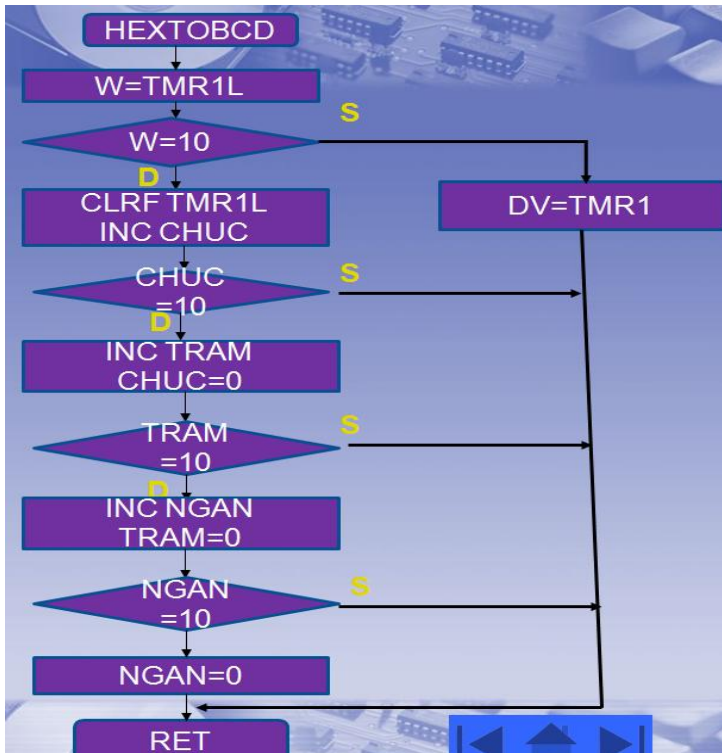 HEXTOBCD
W=TMR1L
S
W=10
D
DV=TMR1
CLRF TMR1L
INC CHUC
CHUC
=10
S
D
INC TRAM
CHUC=0
S
TRAM
=10
D
INC NGAN
TRAM=0
S
NGAN
=10
NGAN=0
RET